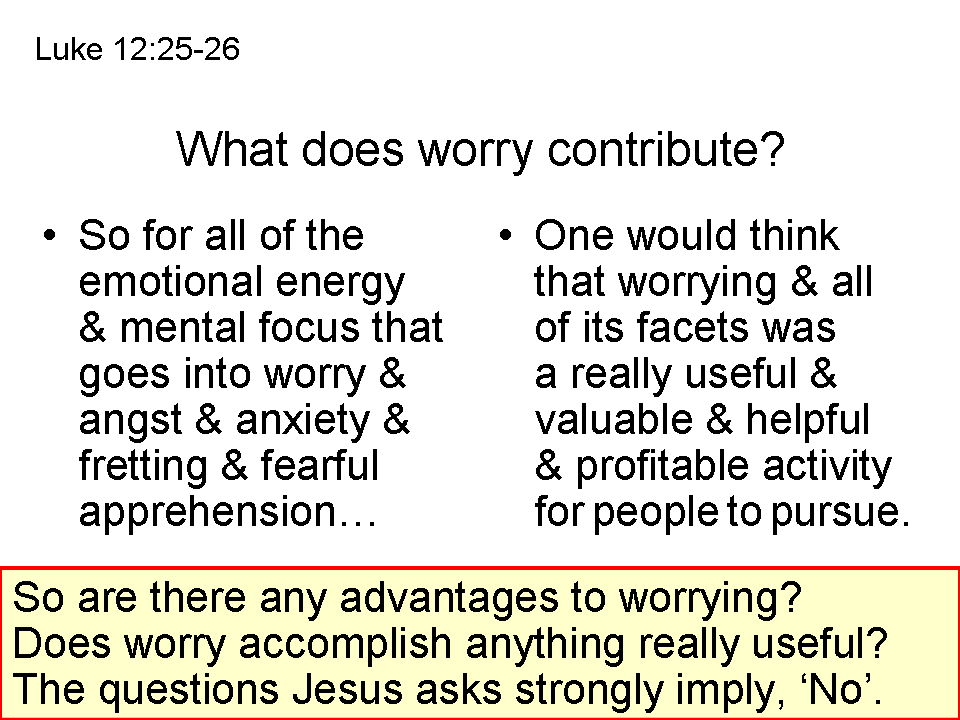 Luke 12:25-26
What does worry contribute?
• So for all of the
emotional energy
& mental focus that
goes into worry &
angst & anxiety &
fretting & fearful
apprehension…
• One would think
that worrying & all
of its facets was
a really useful &
valuable & helpful
& profitable activity
for people to pursue.
So are there any advantages to worrying?
Does worry accomplish anything really useful?
The questions Jesus asks strongly imply, ‘No’.